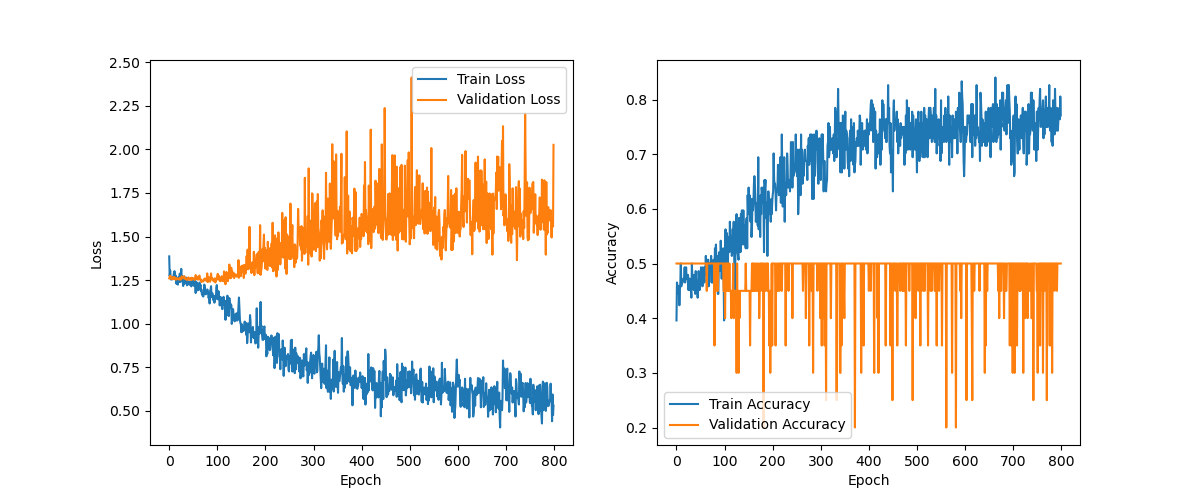 2.50
2.25
2.00
1.75
1.50
1.25
1.00
0.75
0.50
Loss
0 100 200 300 400 500 600 700 800
Epoch
Train Loss
Validation Loss
0.8
0.7
0.6
0.5
0.4
0.3
0.2
Accuracy
0 100 200 300 400 500 600 700 800
Epoch
Train Accuracy
Validation Accuracy